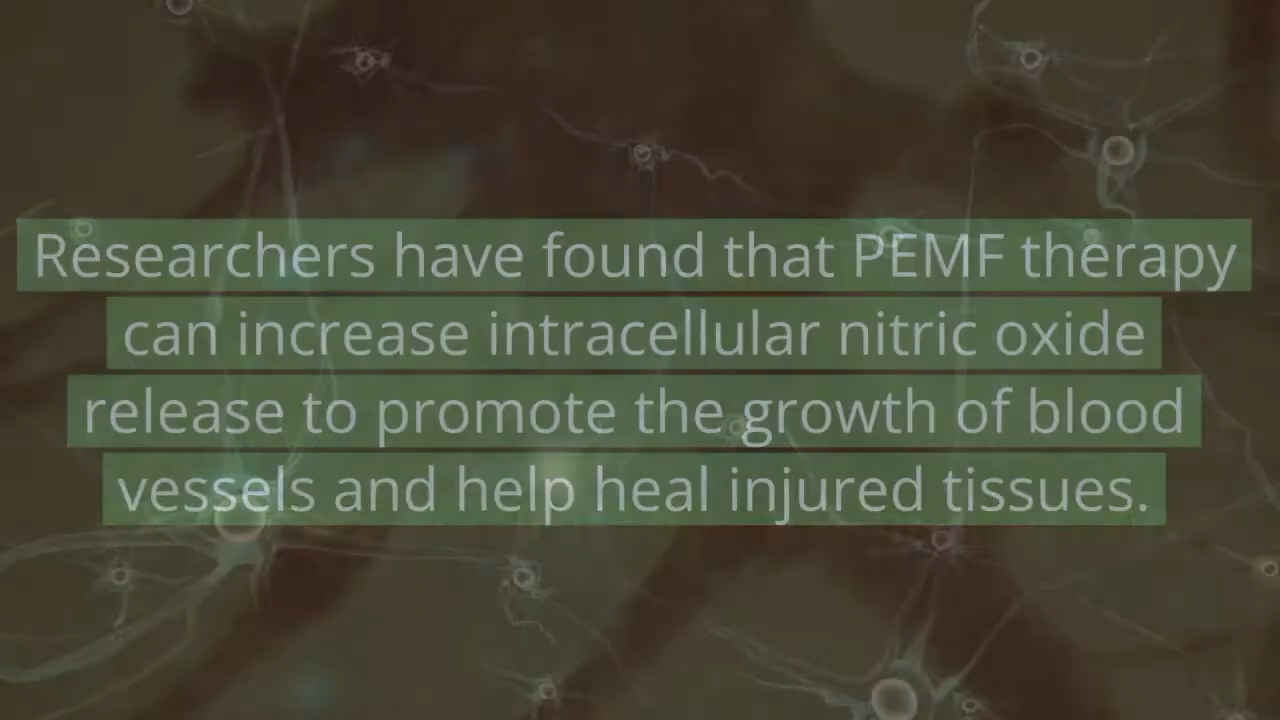 Researchers have found that PEMF therapy
can increase intracellular nitric oxide
release to promote the growth of blood
vessels and help heal injured tissues.